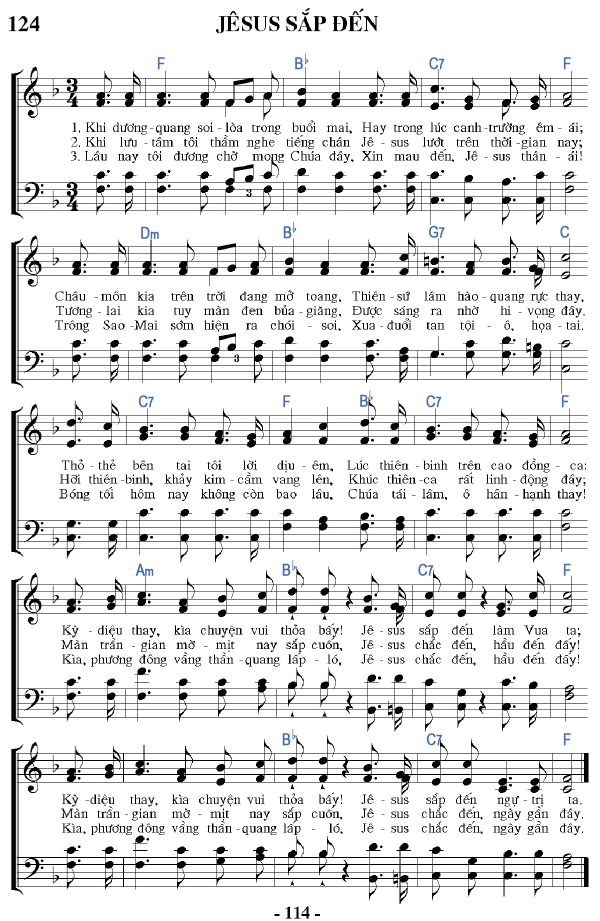 124 JÊSUS SẮP ĐẾN
F B♭ C7 F
1. Khi dương-quang soi-lòa trong buổi mai, Hay trong lúc canh-trường êm-ái;
2. Khi lưu-tâm tôi thầm nghe tiếng chân Jê-sus lướt trên thời-gian nay;
3. Lâu nay tôi đương chờ mong Chúa đây, Xin mau đến, Jê-sus thân-ái!
3
Dm B♭ G7 C
Châu-môn kia trên trời đang mở toang, Thiên-sứ lắm hào-quang rực thay,
Tương-lai kia tuy màn đen bủa-giăng, Được sáng ra nhờ hi-vọng đây.
Trông Sao-Mai sớm hiện ra chói-soi, Xua-đuổi tan tội-ô, họa-tai.
3
C7 F B♭ C7 F
Thỏ-thẻ bên tai tôi lời dịu-êm, Lúc thiên-binh trên cao đồng-ca:
Hỡi thiên-binh, khảy kim-cầm vang lên, Khúc thiên-ca rất linh-động đây;
Bóng tối hôm nay không còn bao lâu, Chúa tái-lâm, ô hân-hạnh thay!
Am B♭ C7 F
Kỳ-diệu thay, kìa chuyện vui thỏa bấy! Jê-sus sắp đến làm Vua ta;
Màn trần-gian mờ-mịt nay sắp cuốn, Jê-sus chắc đến, hầu đến đấy!
Kìa, phương đông vầng thần-quang lấp-ló, Jê-sus chắc đến, hầu đến đấy!
B♭ C7 F
Kỳ-diệu thay, kìa chuyện vui thỏa bấy! Jê-sus sắp đến ngự-trị ta.
Màn trần-gian mờ-mịt nay sắp cuốn, Jê-sus chắc đến, ngày gần đây.
Kìa, phương đông vầng thần-quang lấp-ló, Jê-sus chắc đến, ngày gần đây.
- 114 -